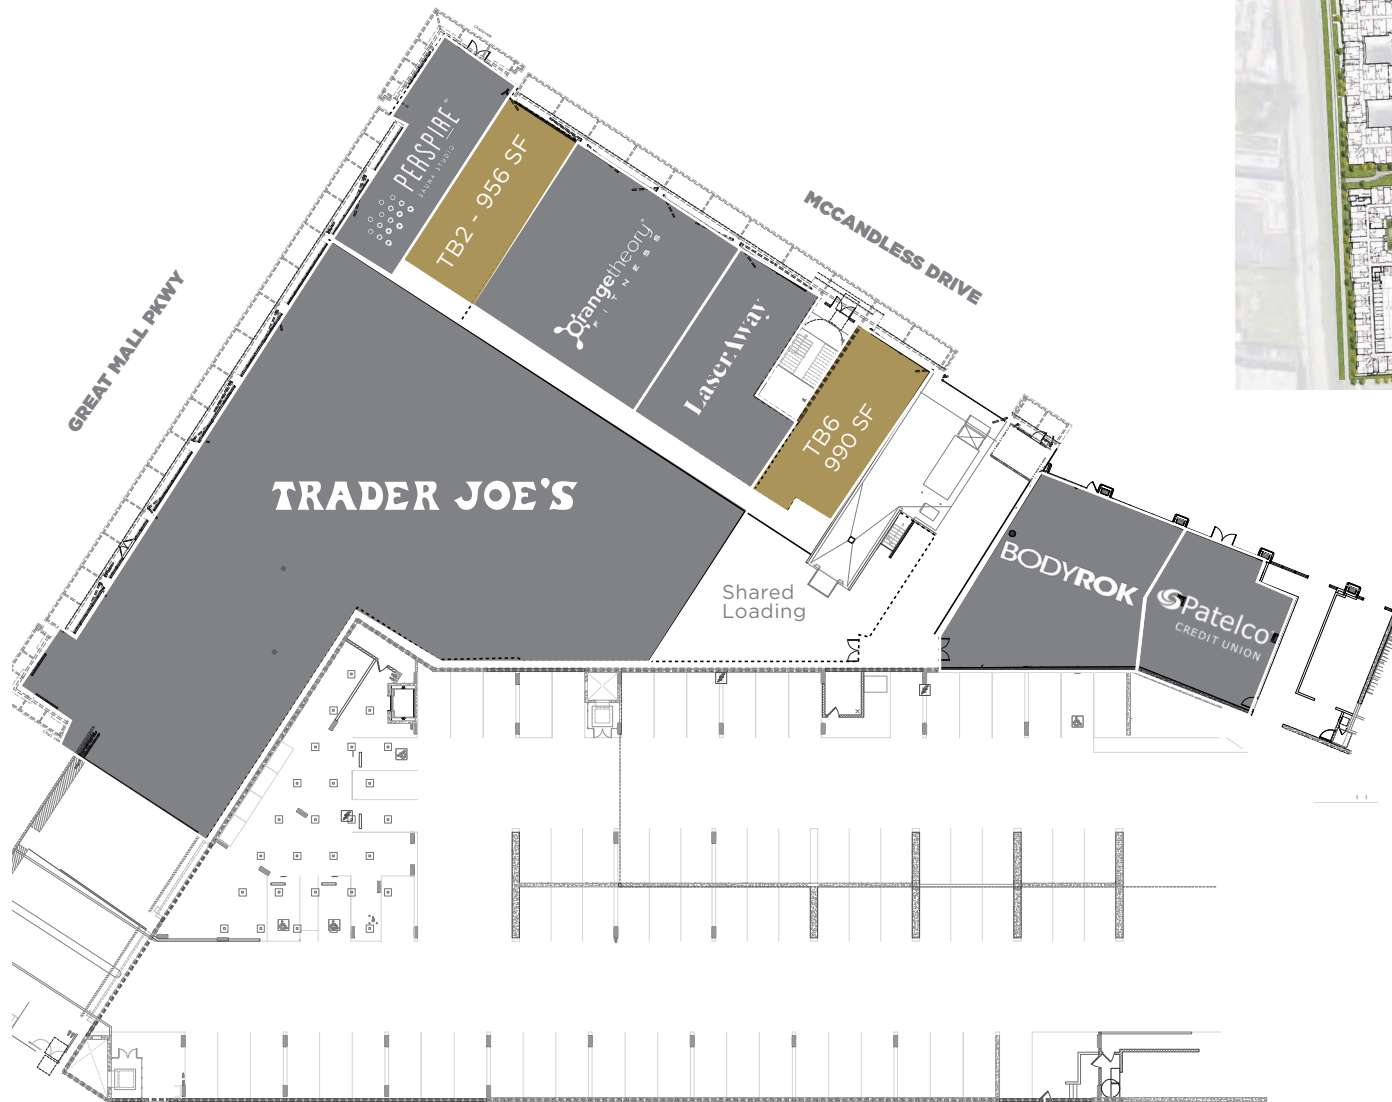 GREAT MALL PKWY
MCCANDLESS DRIVE
PERSPIRE
SAUNA STUDIO
TB2 - 956 SF
Orangetheory®
FITNESS
LaserAway
TB6
990 SF
TRADER JOE'S
Shared
Loading
BODYROK
Patelco
CREDIT UNION